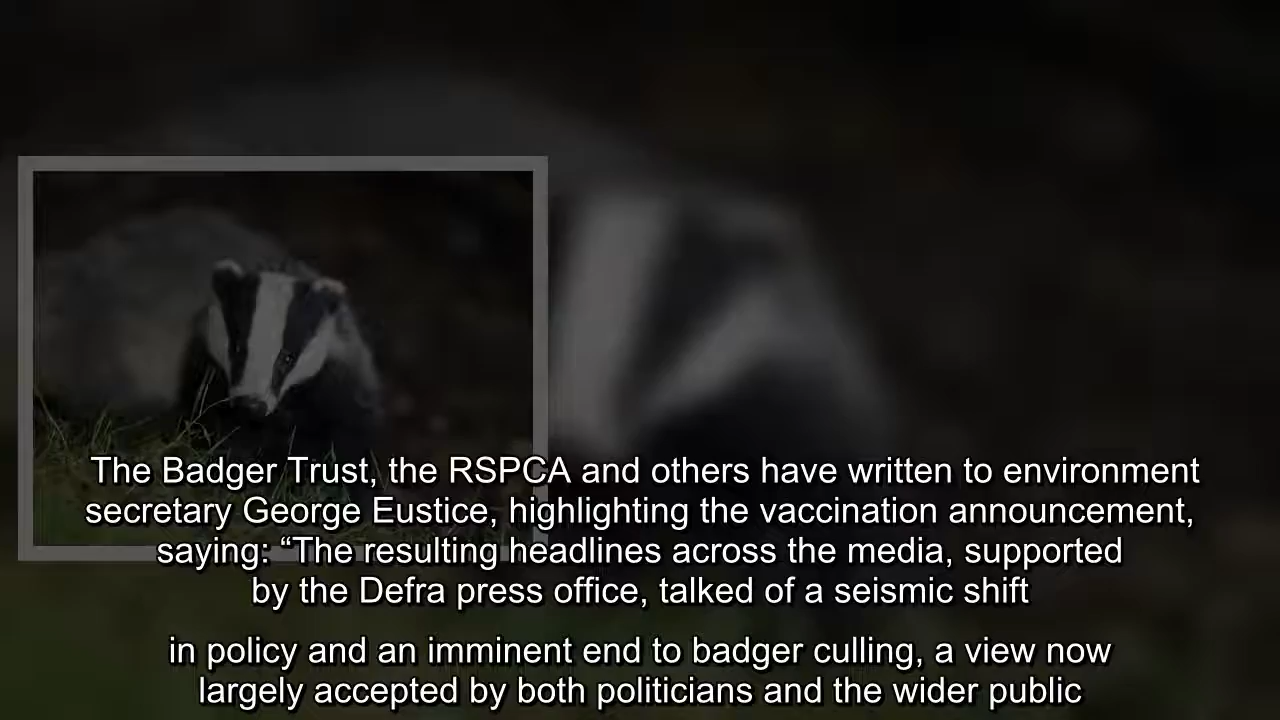 The Badger Trust, the RSPCA and others have written to environment
secretary George Eustice, highlighting the vaccination announcement,
saying: “The resulting headlines across the media, supported
by the Defra press office, talked of a seismic shift
in policy and an imminent end to badger culling, a view now
largely accepted by both politicians and the wider public